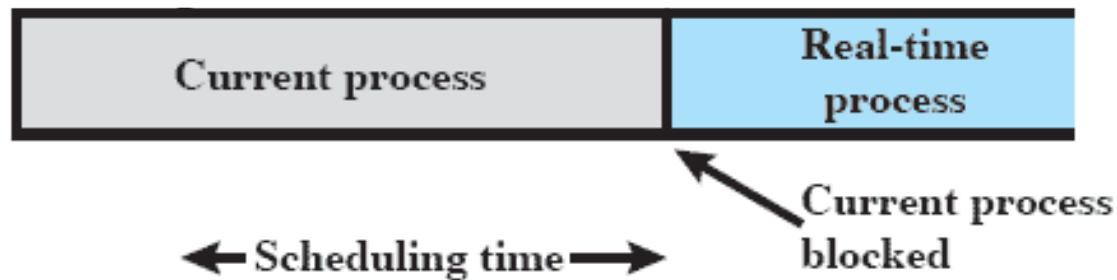 Current process
Real-time
process
Current process
blocked
Scheduling time